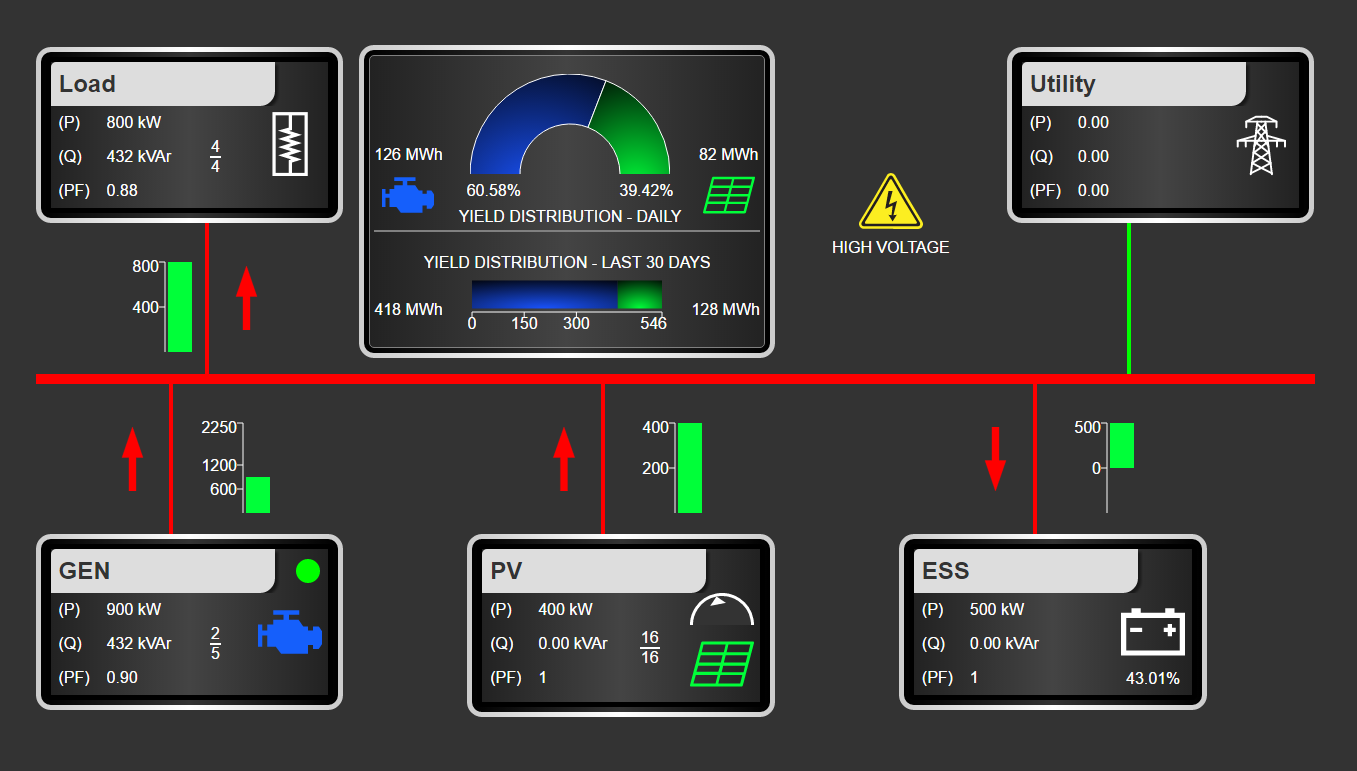 Load
(P) 800 kW
(Q) 432 kVAr
4
4
(PF) 0.88
800
400
126 MWh
82 MWh
60.58%
39.42%
YIELD DISTRIBUTION - DAILY
YIELD DISTRIBUTION - LAST 30 DAYS
418 MWh
128 MWh
0 150 300 546
HIGH VOLTAGE
Utility
(P) 0.00
(Q) 0.00
(PF) 0.00
2250
1200
600
400
200
500
0
GEN
(P) 900 kW
(Q) 432 kVAr
2
5
(PF) 0.90
PV
(P) 400 kW
(Q) 0.00 kVAr
16
16
(PF) 1
ESS
(P) 500 kW
(Q) 0.00 kVAr
(PF) 1
43.01%